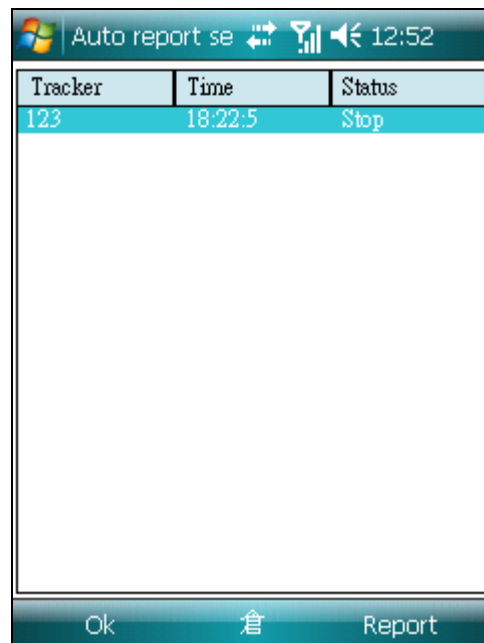 Auto report se 12:52
Tracker Time Status
123 18:22:5 Stop
Ok 倉 Report